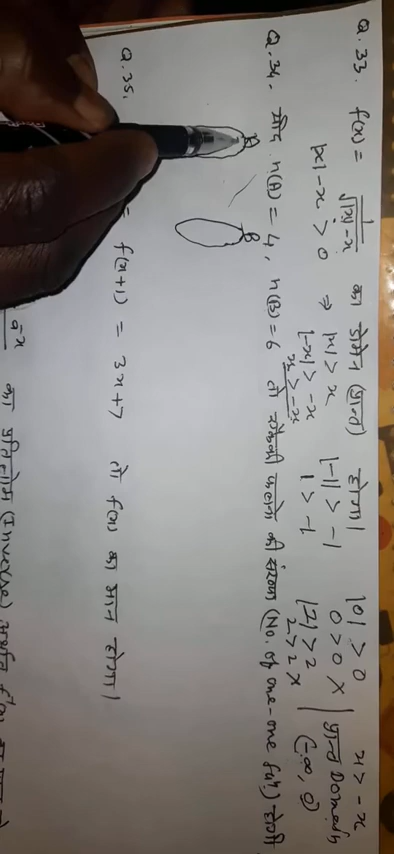 Q.33. f(x) = 1/√|x|-x का डोमेन (प्रान्त) होगा।
|x|-x > 0 ⇒ |x| > x |-1| > -1 |0| > 0 x > -x
|-x| > -x 1 > -1 0 > 0 × प्रान्त Domain
x > -x |2| > 2 (-∞, 0)
2 > 2 ×
Q.34. यदि n(A) = 4, n(B) = 6 तो एकैकी फलनों की संख्या (No. of one-one fun.) होगी
A B
Q.35. f(x+1) = 3x+7 तो f(x) का मान होगा।
का प्रतिलोम (Inverse) अर्थात्